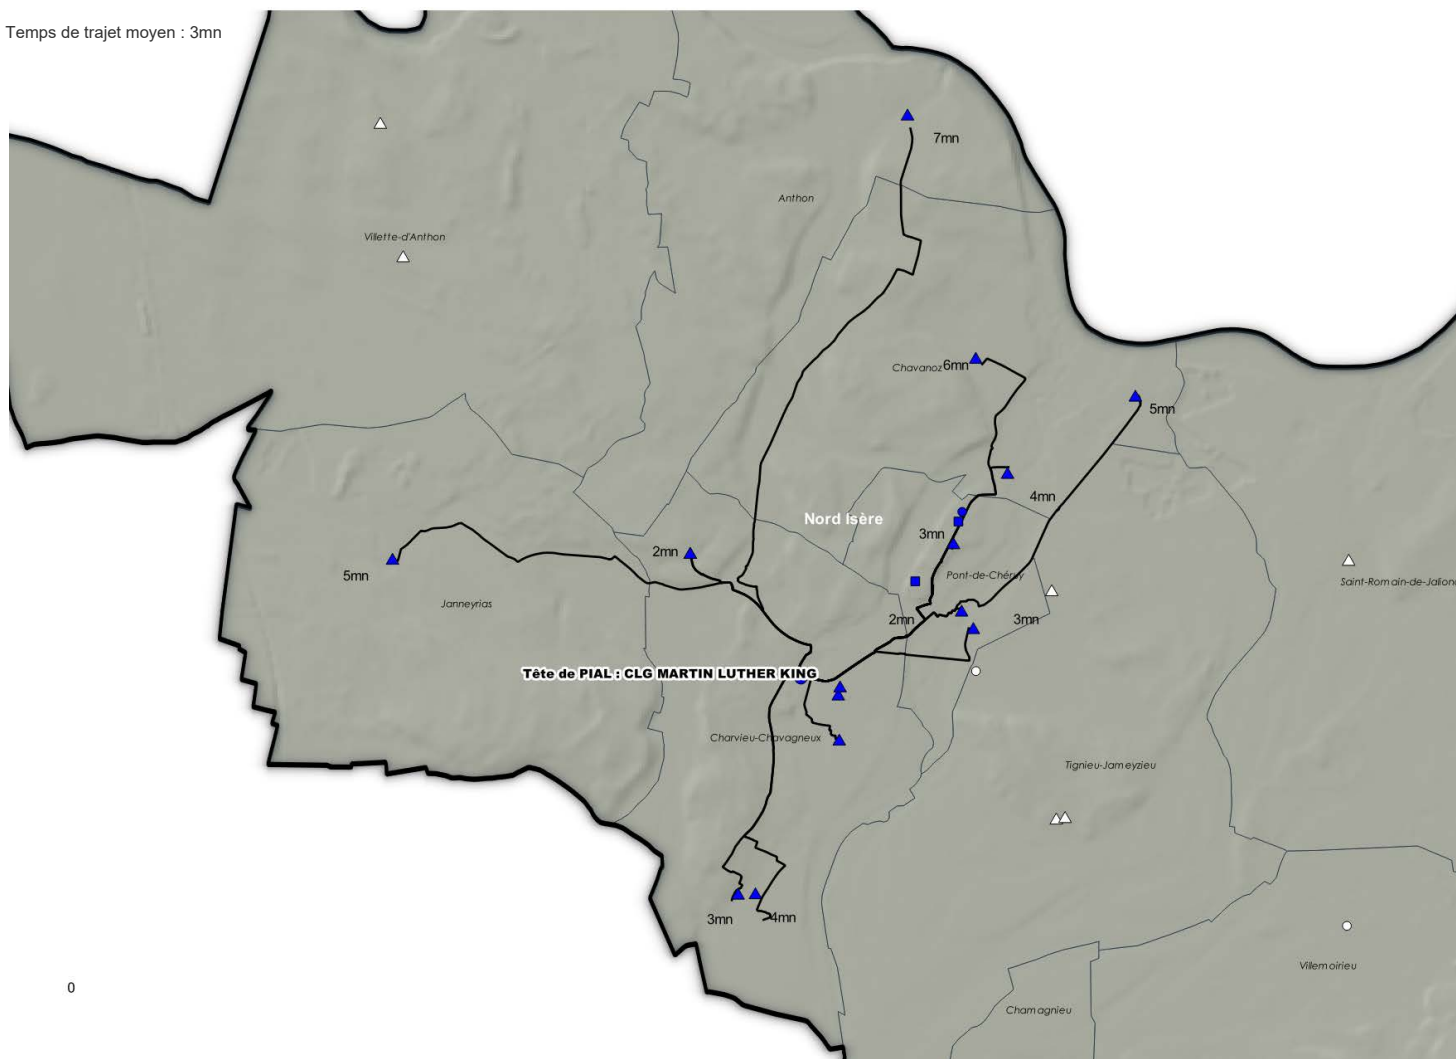 Temps de trajet moyen : 3mn
7mn
Anthon
Villette-d'Anthon
Chavanoz
6mn
5mn
4mn
Nord Isère
3mn
2mn
5mn
Pont-de-Chéruy
Saint-Romain-de-Jalion
Janneyrias
2mn
3mn
Tête de PIAL : CLG MARTIN LUTHER KING
Charvieu-Chavagneux
Tignieu-Jameyzieu
3mn
4mn
Villemoirieu
0
Chamagnieu